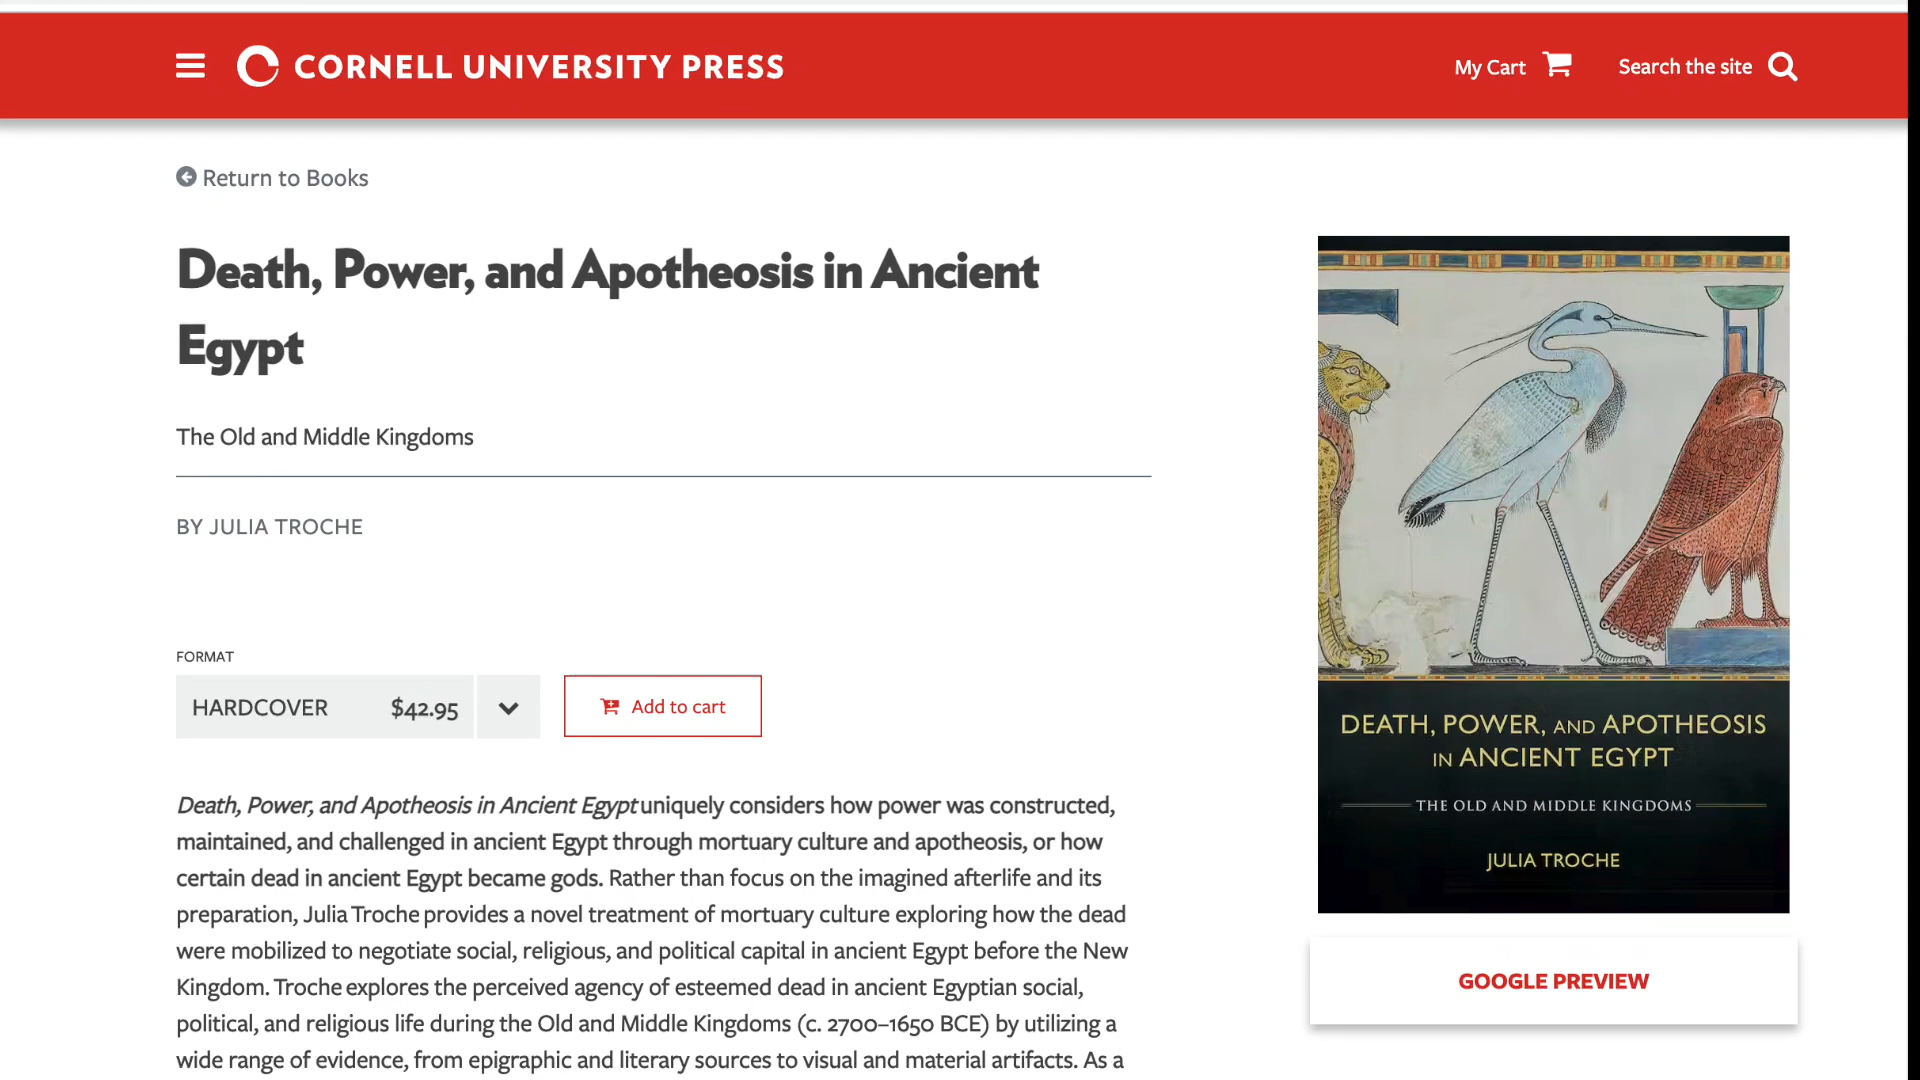 CORNELL UNIVERSITY PRESS
My Cart
Search the site
Return to Books
Death, Power, and Apotheosis in Ancient
Egypt
The Old and Middle Kingdoms
BY JULIA TROCHE
FORMAT
HARDCOVER $42.95
Add to cart
Death, Power, and Apotheosis in Ancient Egypt uniquely considers how power was constructed,
maintained, and challenged in ancient Egypt through mortuary culture and apotheosis, or how
certain dead in ancient Egypt became gods. Rather than focus on the imagined afterlife and its
preparation, Julia Troche provides a novel treatment of mortuary culture exploring how the dead
were mobilized to negotiate social, religious, and political capital in ancient Egypt before the New
Kingdom. Troche explores the perceived agency of esteemed dead in ancient Egyptian social,
political, and religious life during the Old and Middle Kingdoms (c. 2700–1650 BCE) by utilizing a
wide range of evidence, from epigraphic and literary sources to visual and material artifacts. As a
DEATH, POWER, AND APOTHEOSIS
IN ANCIENT EGYPT
THE OLD AND MIDDLE KINGDOMS
JULIA TROCHE
GOOGLE PREVIEW